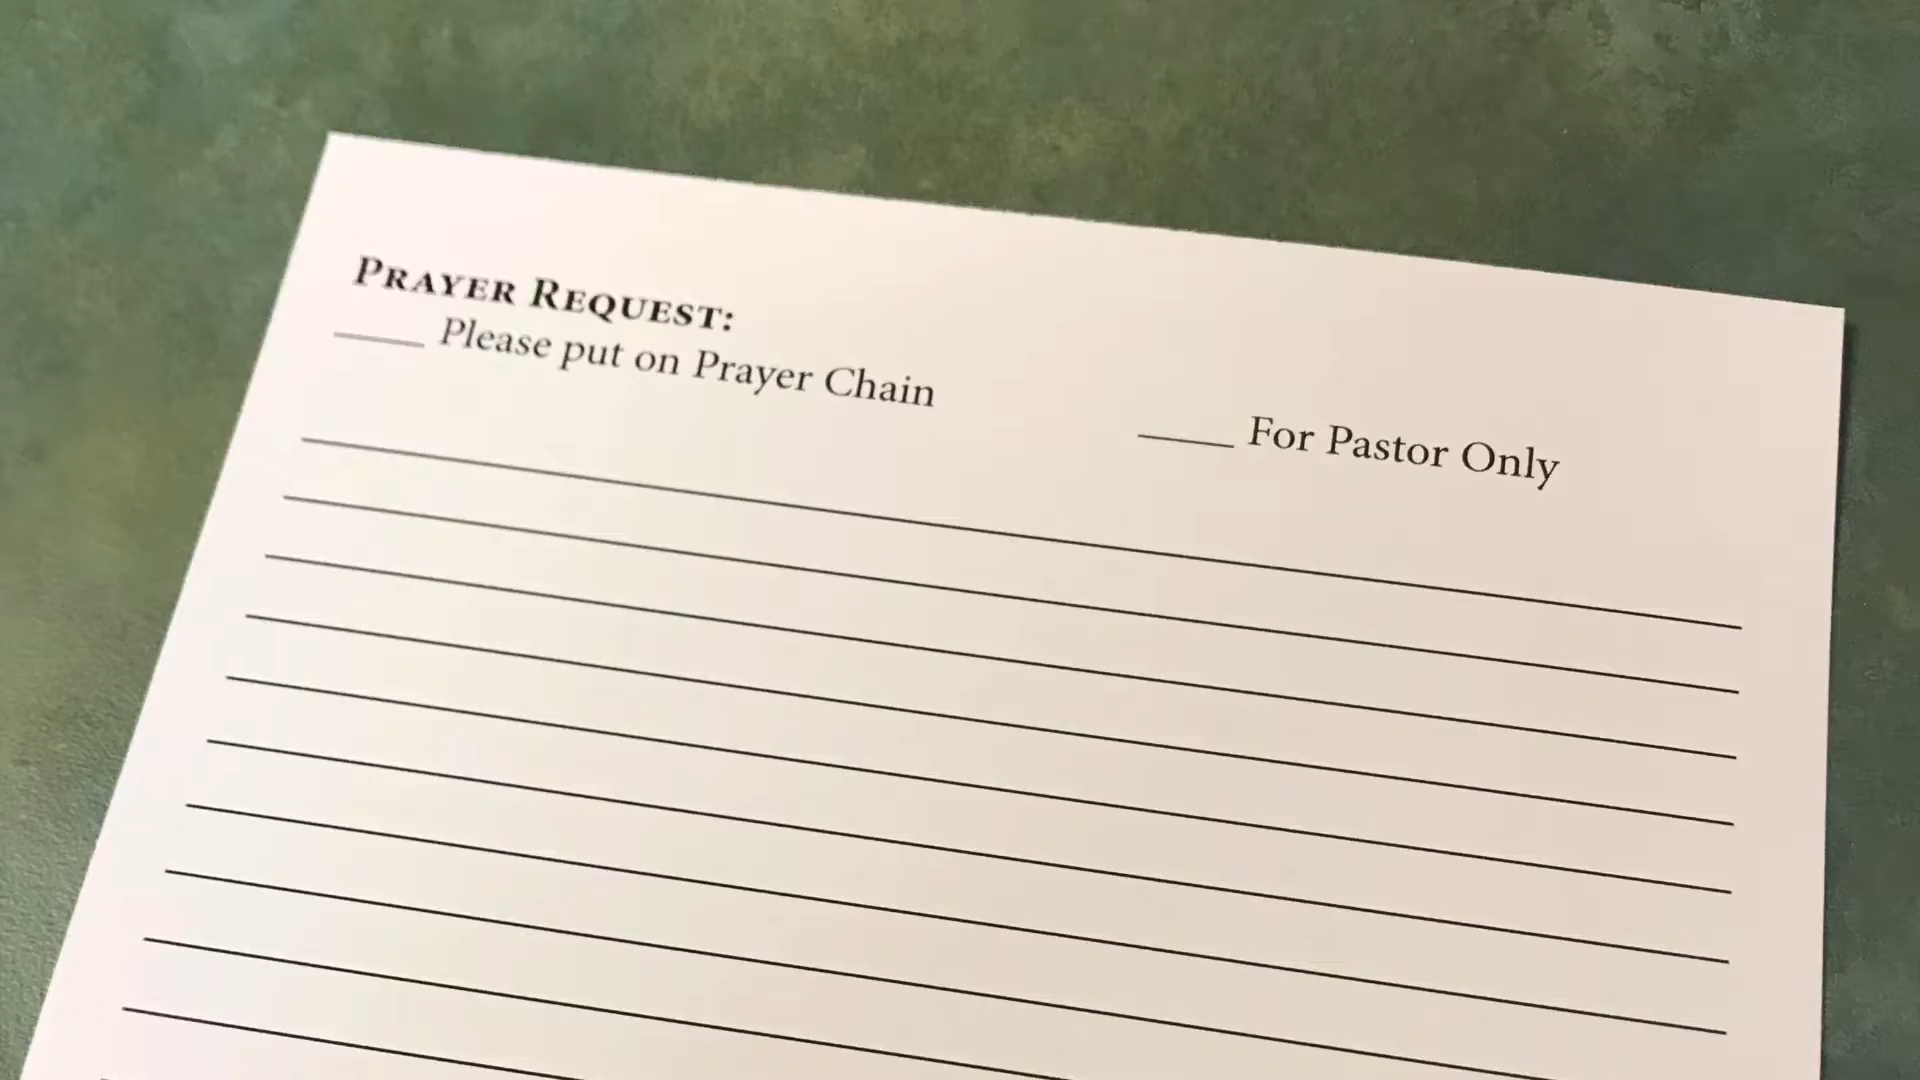 PRAYER REQUEST:
____ Please put on Prayer Chain
____ For Pastor Only